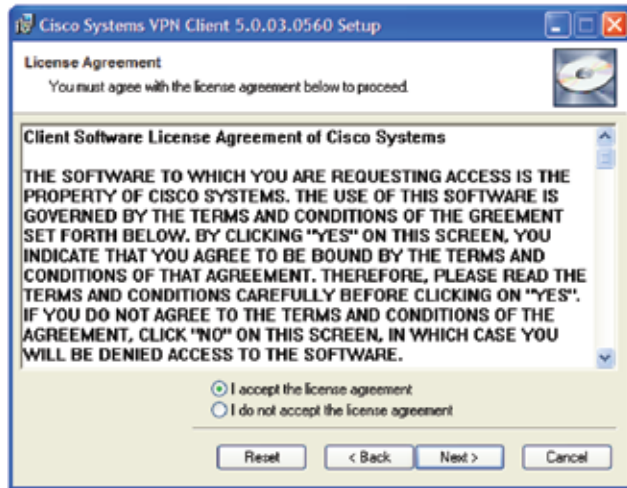 Cisco Systems VPN Client 5.0.03.0560 Setup
License Agreement
You must agree with the license agreement below to proceed.
Client Software License Agreement of Cisco Systems
THE SOFTWARE TO WHICH YOU ARE REQUESTING ACCESS IS THE
PROPERTY OF CISCO SYSTEMS. THE USE OF THIS SOFTWARE IS
GOVERNED BY THE TERMS AND CONDITIONS OF THE GREEMENT
SET FORTH BELOW. BY CLICKING "YES" ON THIS SCREEN, YOU
INDICATE THAT YOU AGREE TO BE BOUND BY THE TERMS AND
CONDITIONS OF THAT AGREEMENT. THEREFORE, PLEASE READ THE
TERMS AND CONDITIONS CAREFULLY BEFORE CLICKING ON "YES".
IF YOU DO NOT AGREE TO THE TERMS AND CONDITIONS OF THE
AGREEMENT, CLICK "NO" ON THIS SCREEN, IN WHICH CASE YOU
WILL BE DENIED ACCESS TO THE SOFTWARE.
I accept the license agreement
I do not accept the license agreement
Reset < Back Next > Cancel